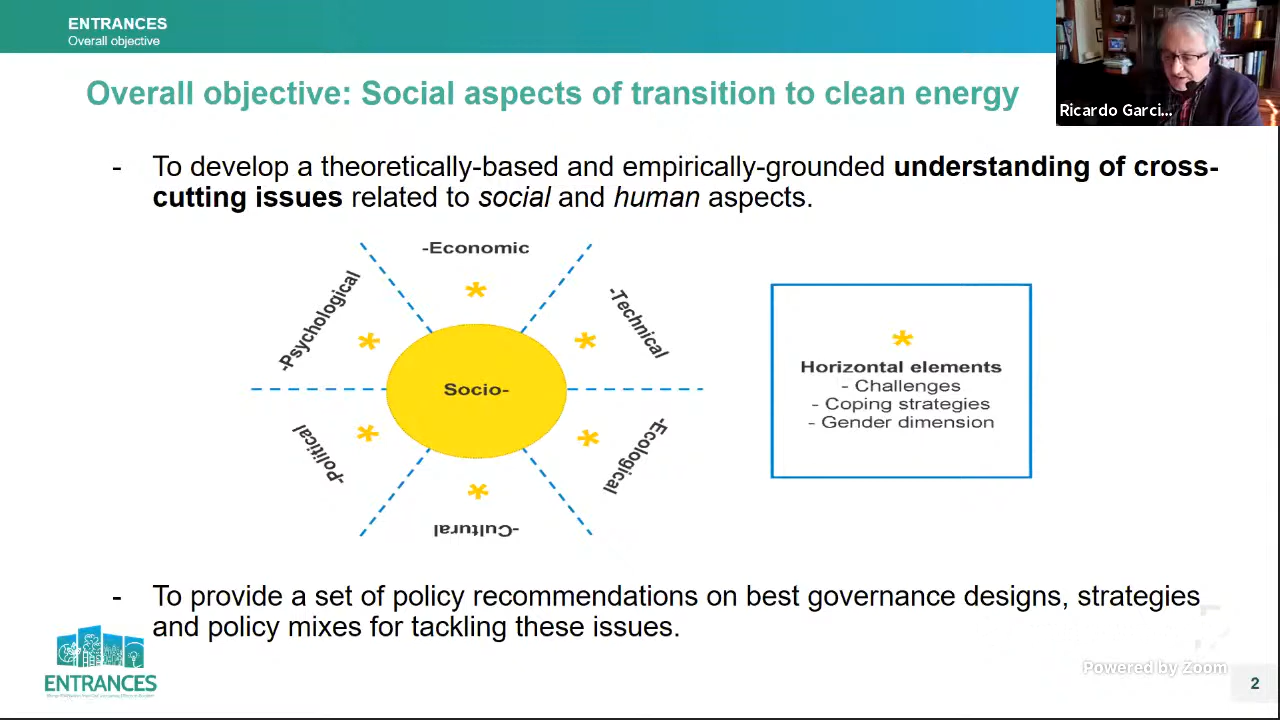 ENTRANCES
Overall objective
Overall objective: Social aspects of transition to clean energy
Ricardo Garci...
- To develop a theoretically-based and empirically-grounded understanding of cross-
cutting issues related to social and human aspects.
-Economic
-Psychological
-Technical
Socio-
-Political
-Ecological
-Cultural
*
Horizontal elements
- Challenges
- Coping strategies
- Gender dimension
- To provide a set of policy recommendations on best governance designs, strategies
and policy mixes for tackling these issues.
ENTRANCES
Powered by Zoom
2